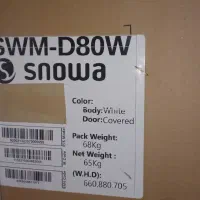 SWM-D80W
snowa
Color:
Body:White
Door:Covered
Pack Weight:
68Kg
Net Weight :
65Kg
(W.H.D):
660.880.705